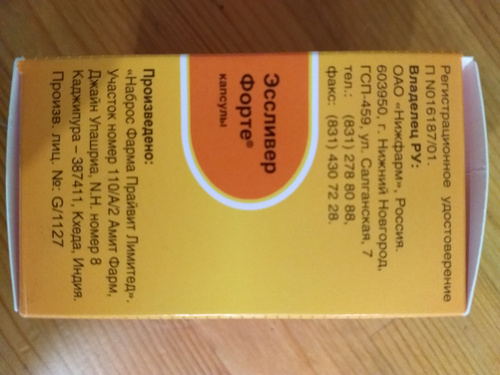 Регистрационное удостоверение
П N016187/01.
Владелец РУ:
ОАО «Нижфарм», Россия.
603950, г. Нижний Новгород,
ГСП-459, ул. Салганская, 7
тел.: (831) 278 80 88,
факс: (831) 430 72 28.
Эссливер
Форте®
капсулы
Произведено:
«Наброс Фарма Прайвит Лимитед».
Участок номер 110/А/2 Амит Фарм,
Джайн Упашриа, N.H. номер 8
Каджипура – 387411, Кхеда, Индия.
Произв. лиц. №: G/1127